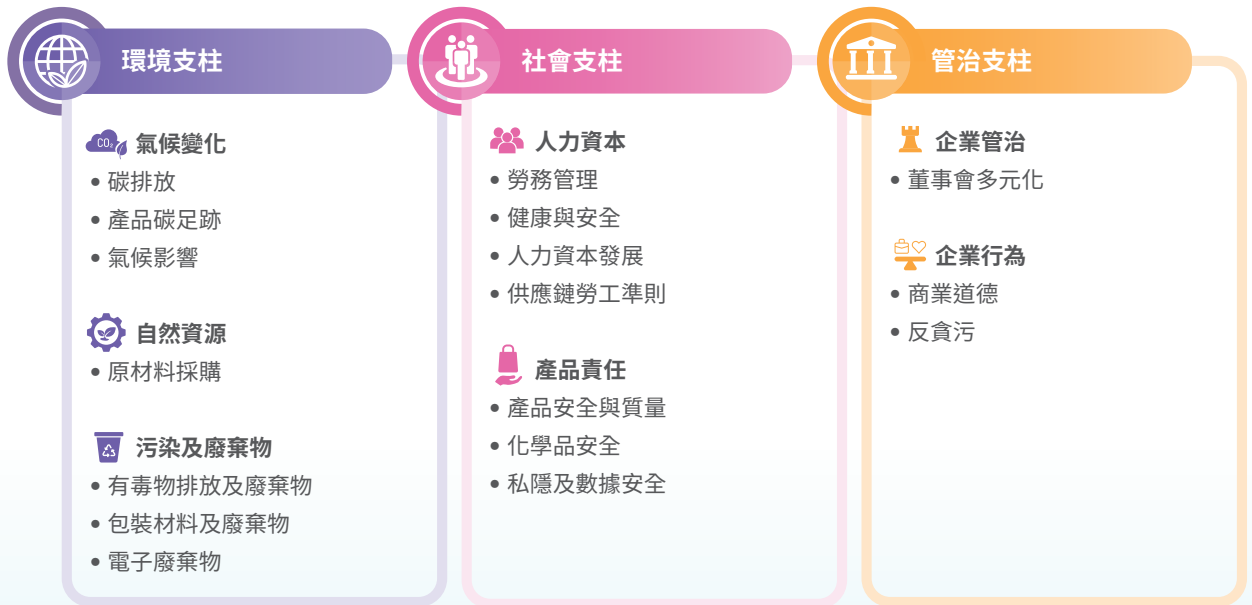 環境支柱
氣候變化
• 碳排放
• 產品碳足跡
• 氣候影響
自然資源
• 原材料採購
污染及廢棄物
• 有毒物排放及廢棄物
• 包裝材料及廢棄物
• 電子廢棄物
社會支柱
人力資本
• 勞務管理
• 健康與安全
• 人力資本發展
• 供應鏈勞工準則
產品責任
• 產品安全與質量
• 化學品安全
• 私隱及數據安全
管治支柱
企業管治
• 董事會多元化
企業行為
• 商業道德
• 反貪污
CO₂